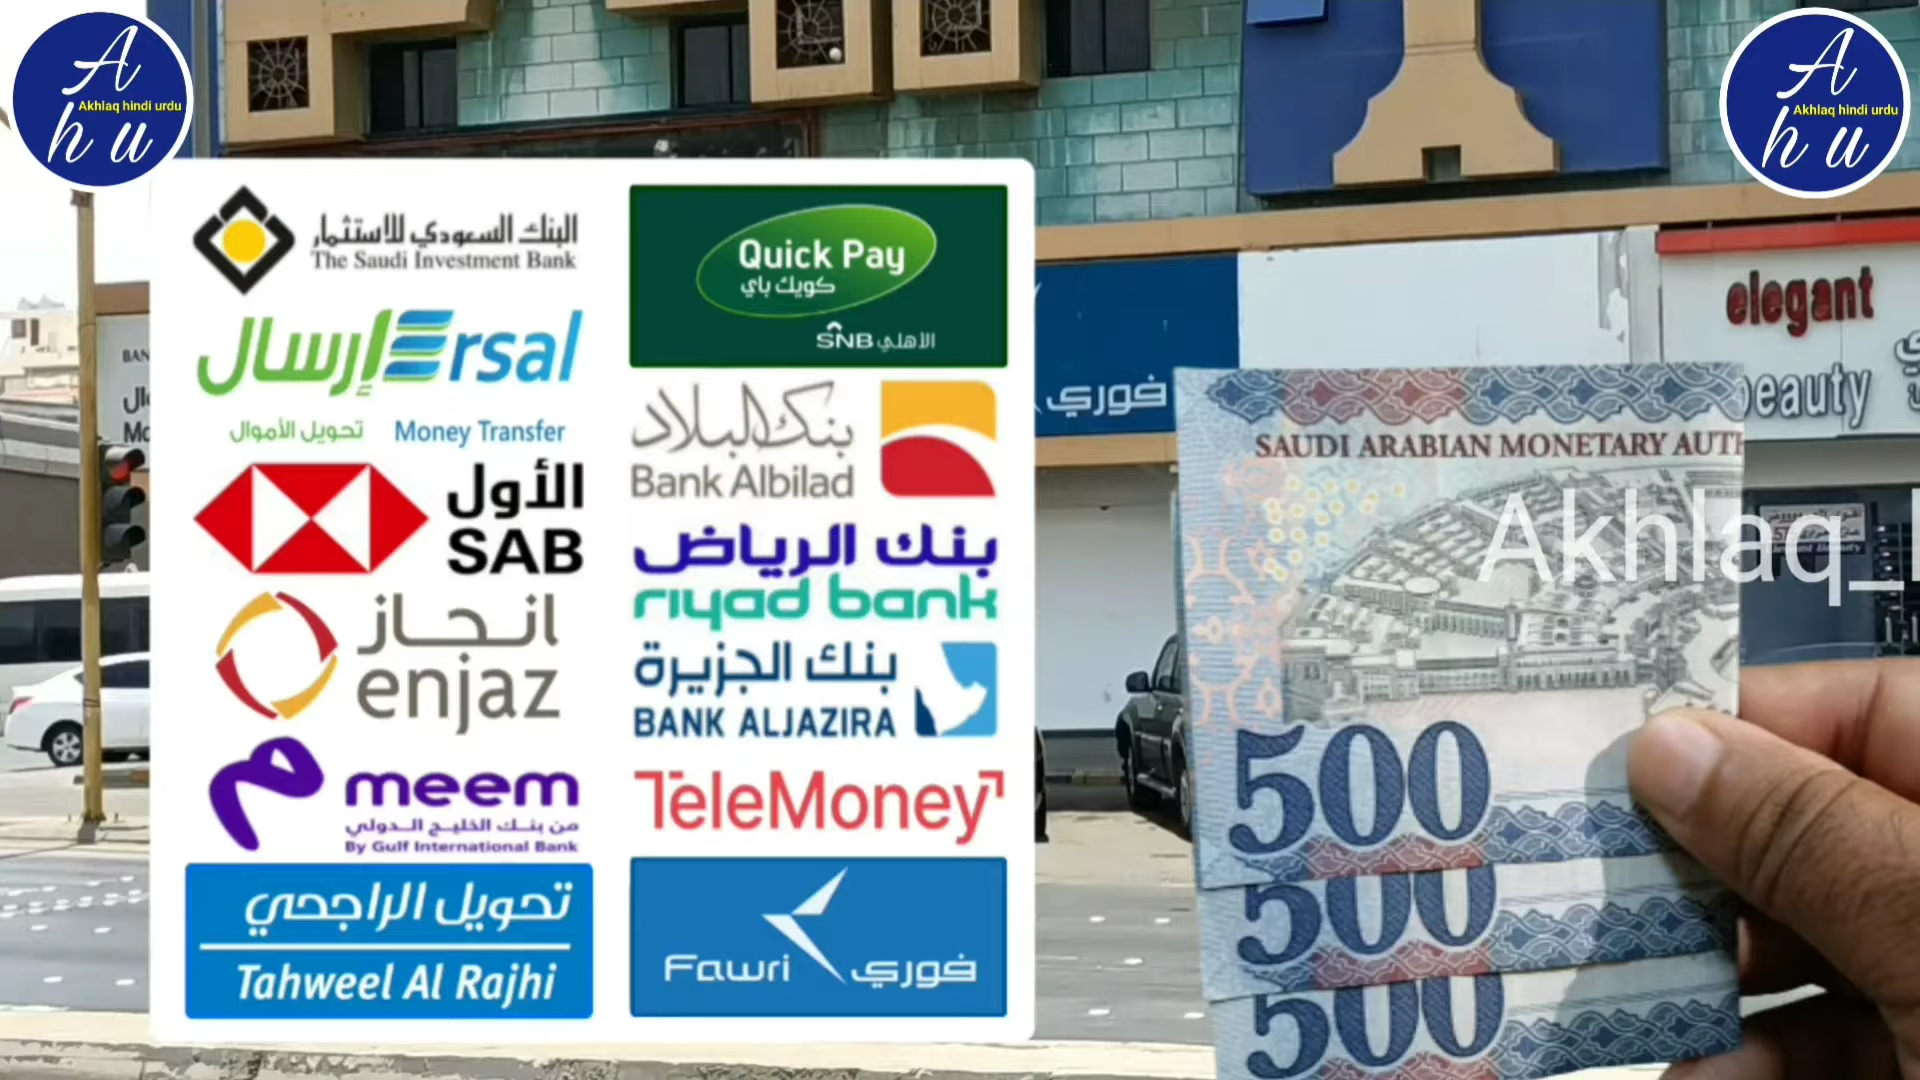 A
Akhlaq hindi urdu
h u
A
Akhlaq hindi urdu
h u
البنك السعودي للاستثمار
The Saudi Investment Bank
إرسال Ersal
تحويل الأموال Money Transfer
الأول
SAB
انجاز
enjaz
meem
من بنك الخليج الدولي
By Gulf International Bank
تحويل الراجحي
Tahweel Al Rajhi
Quick Pay
كويك باي
SNB الأهلي
بنك البلاد
Bank Albilad
بنك الرياض
riyad bank
بنك الجزيرة
BANK ALJAZIRA
TeleMoney
Fawri فوري
فوري
elegant
beauty
SAUDI ARABIAN MONETARY AUTH
Akhlaq_
500
500
500